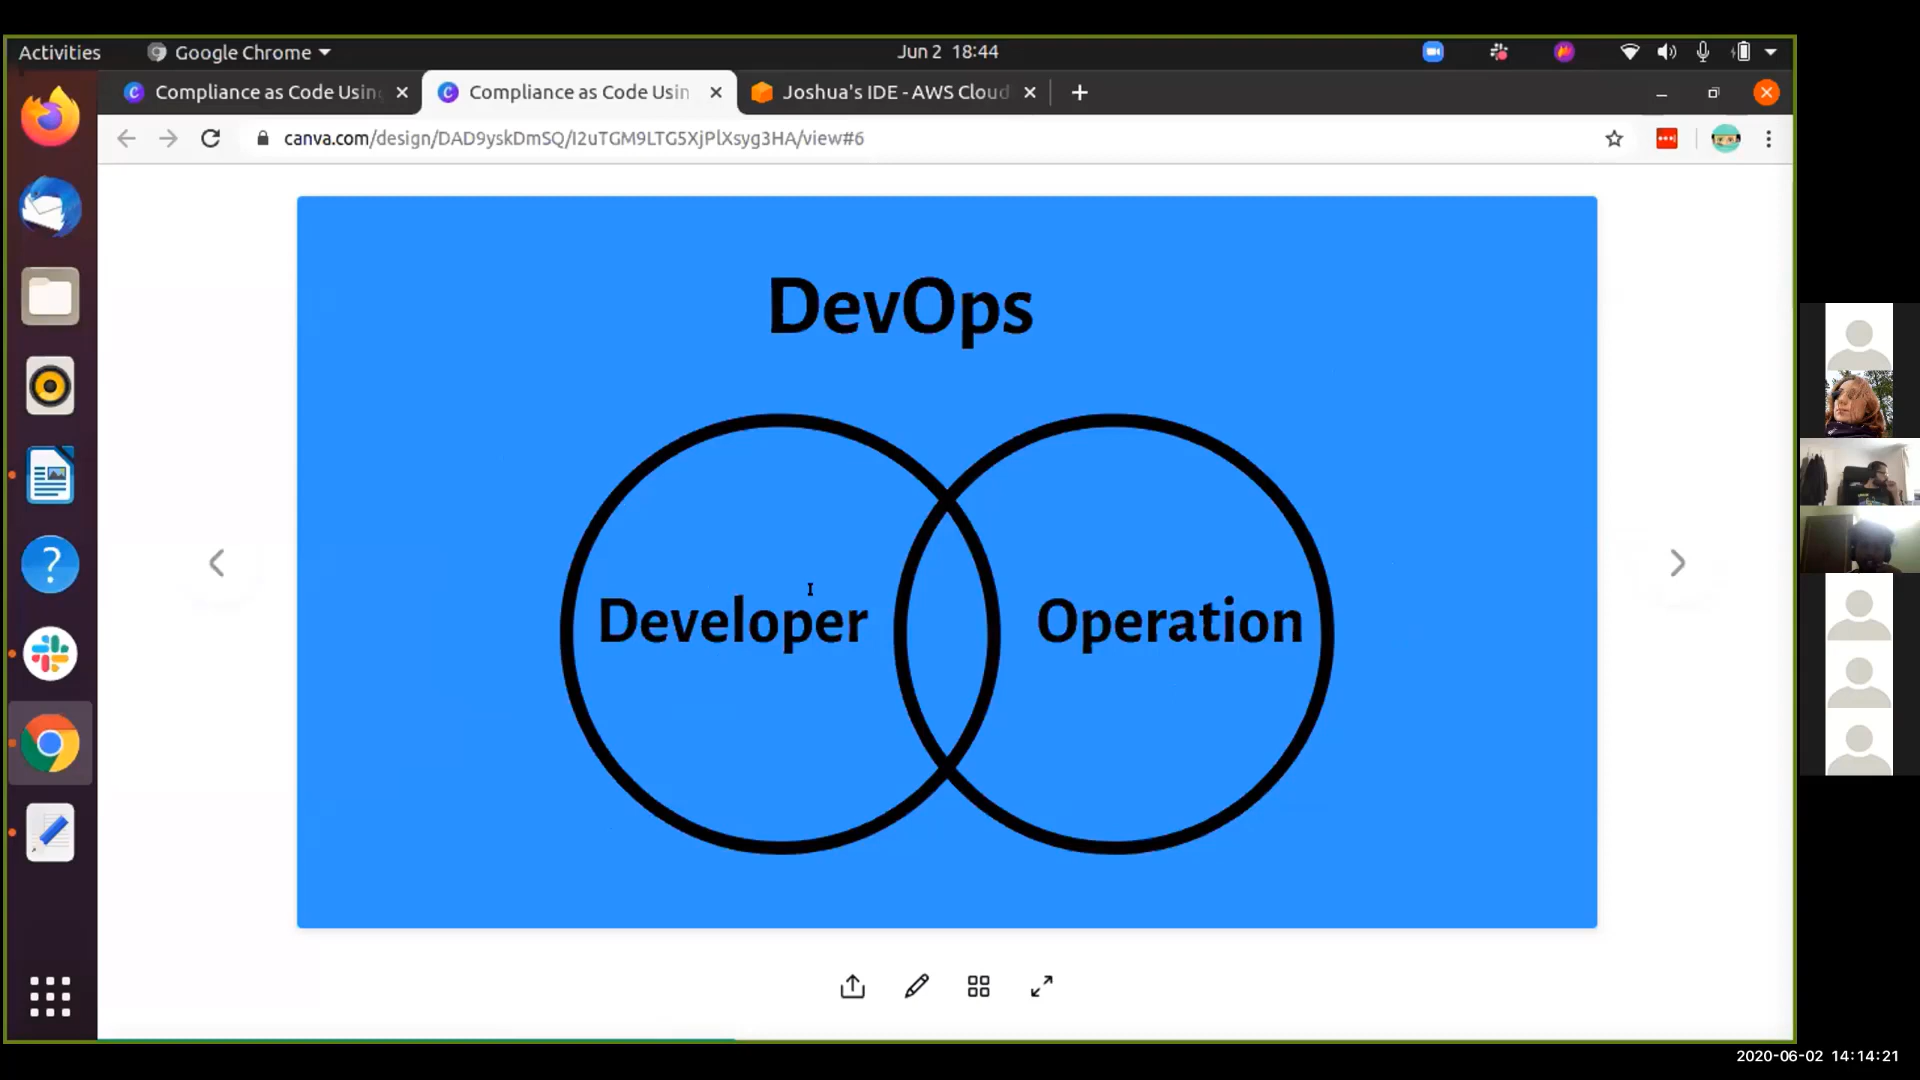 Activities
Google Chrome
Jun 2 18:44
Compliance as Code Usin
Compliance as Code Usin
Joshua's IDE - AWS Cloud
canva.com/design/DAD9yskDmSQ/I2uTGM9LTG5XjPlXsyg3HA/view#6
DevOps
Developer
Operation
2020-06-02 14:14:21